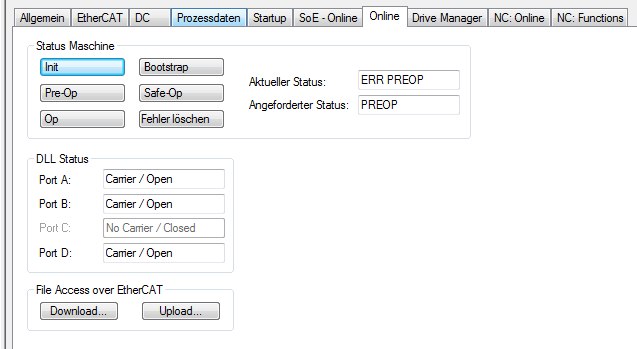 Allgemein EtherCAT DC Prozessdaten Startup SoE - Online Online Drive Manager NC: Online NC: Functions
Status Maschine
Init Bootstrap
Pre-Op Safe-Op
Op Fehler löschen
Aktueller Status: ERR PREOP
Angeforderter Status: PREOP
DLL Status
Port A: Carrier / Open
Port B: Carrier / Open
Port C: No Carrier / Closed
Port D: Carrier / Open
File Access over EtherCAT
Download... Upload...